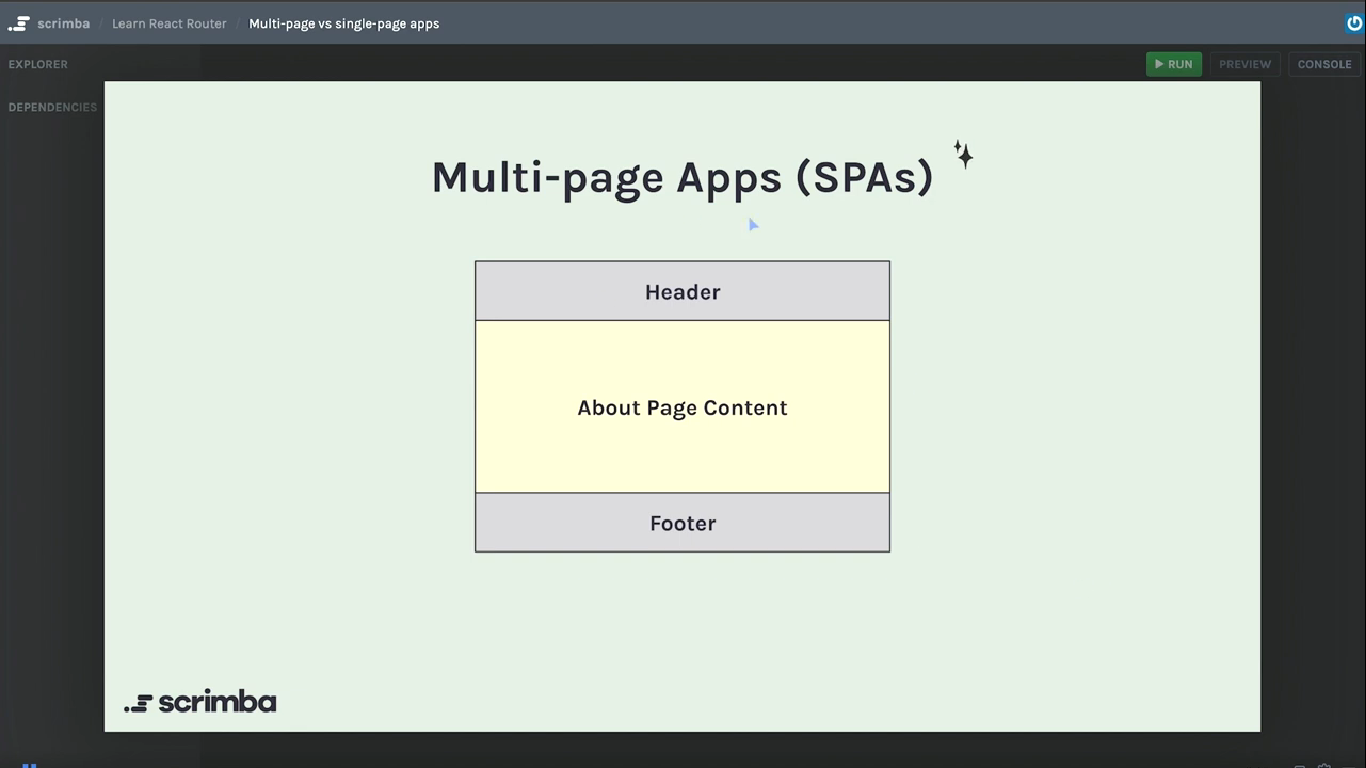 scrimba / Learn React Router / Multi-page vs single-page apps
EXPLORER
RUN
PREVIEW
CONSOLE
DEPENDENCIES
Multi-page Apps (SPAs)
Header
About Page Content
Footer
scrimba